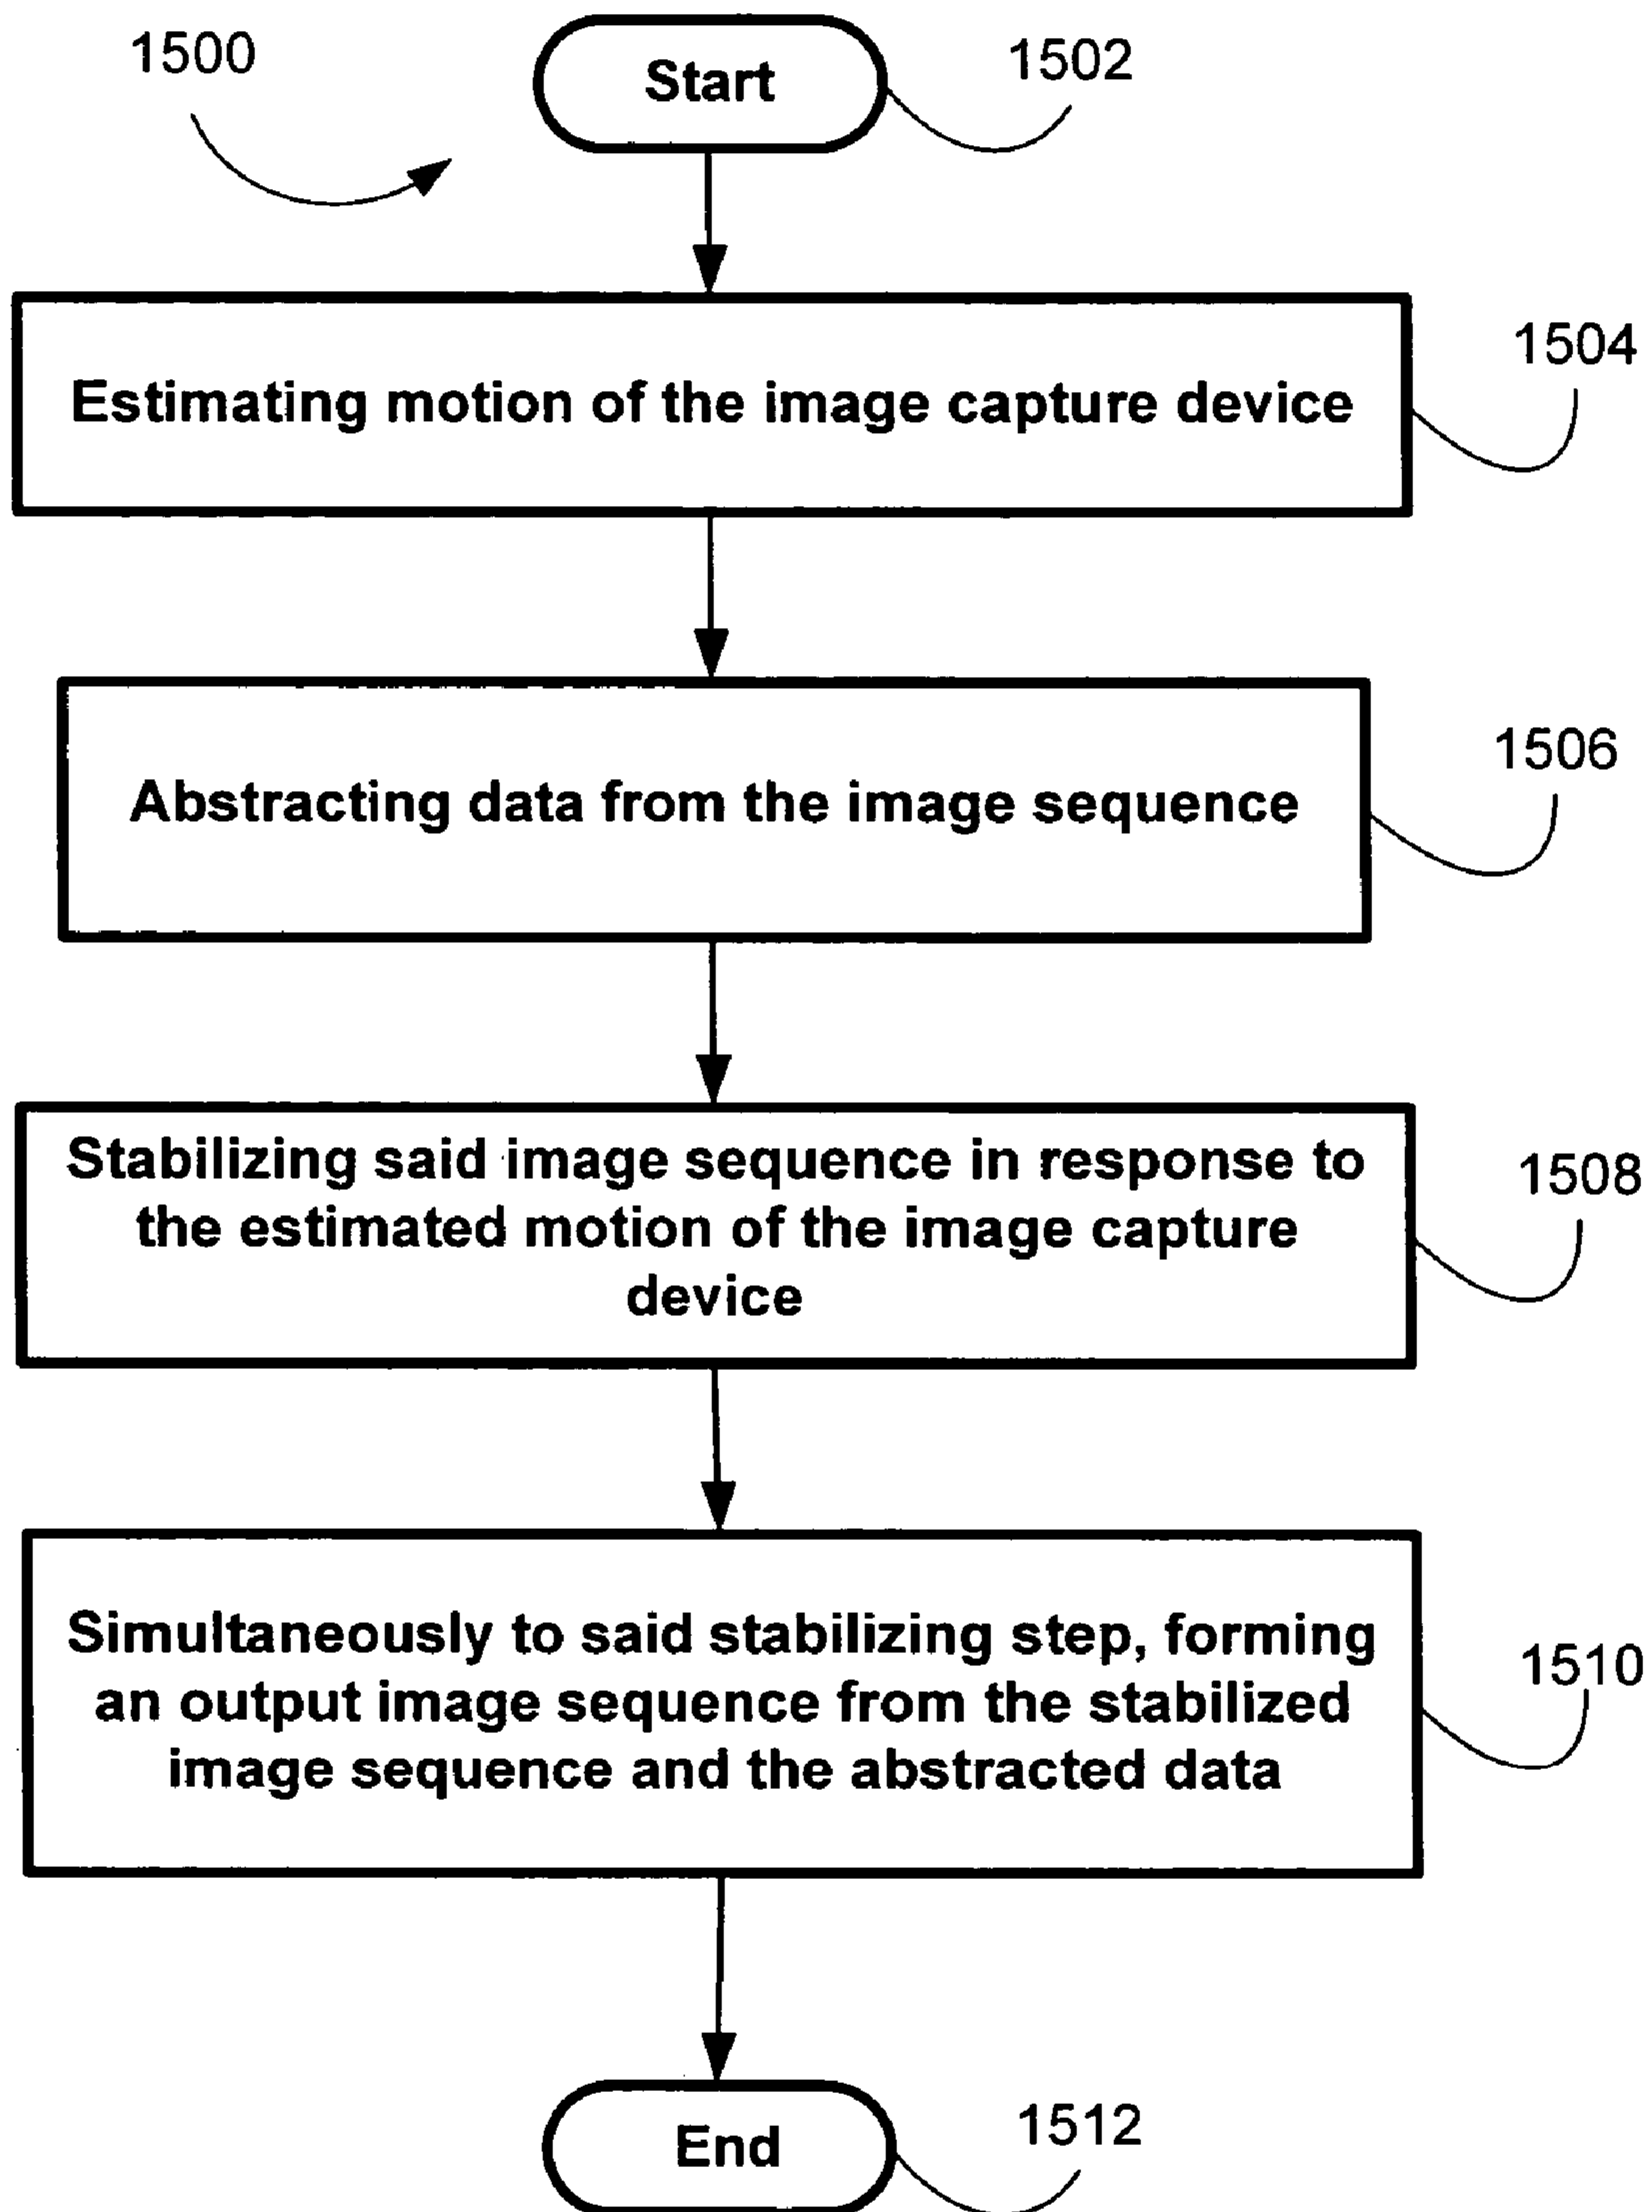 1500
Start
1502
Estimating motion of the image capture device
1504
Abstracting data from the image sequence
1506
Stabilizing said image sequence in response to
the estimated motion of the image capture
device
1508
Simultaneously to said stabilizing step, forming
an output image sequence from the stabilized
image sequence and the abstracted data
1510
End
1512